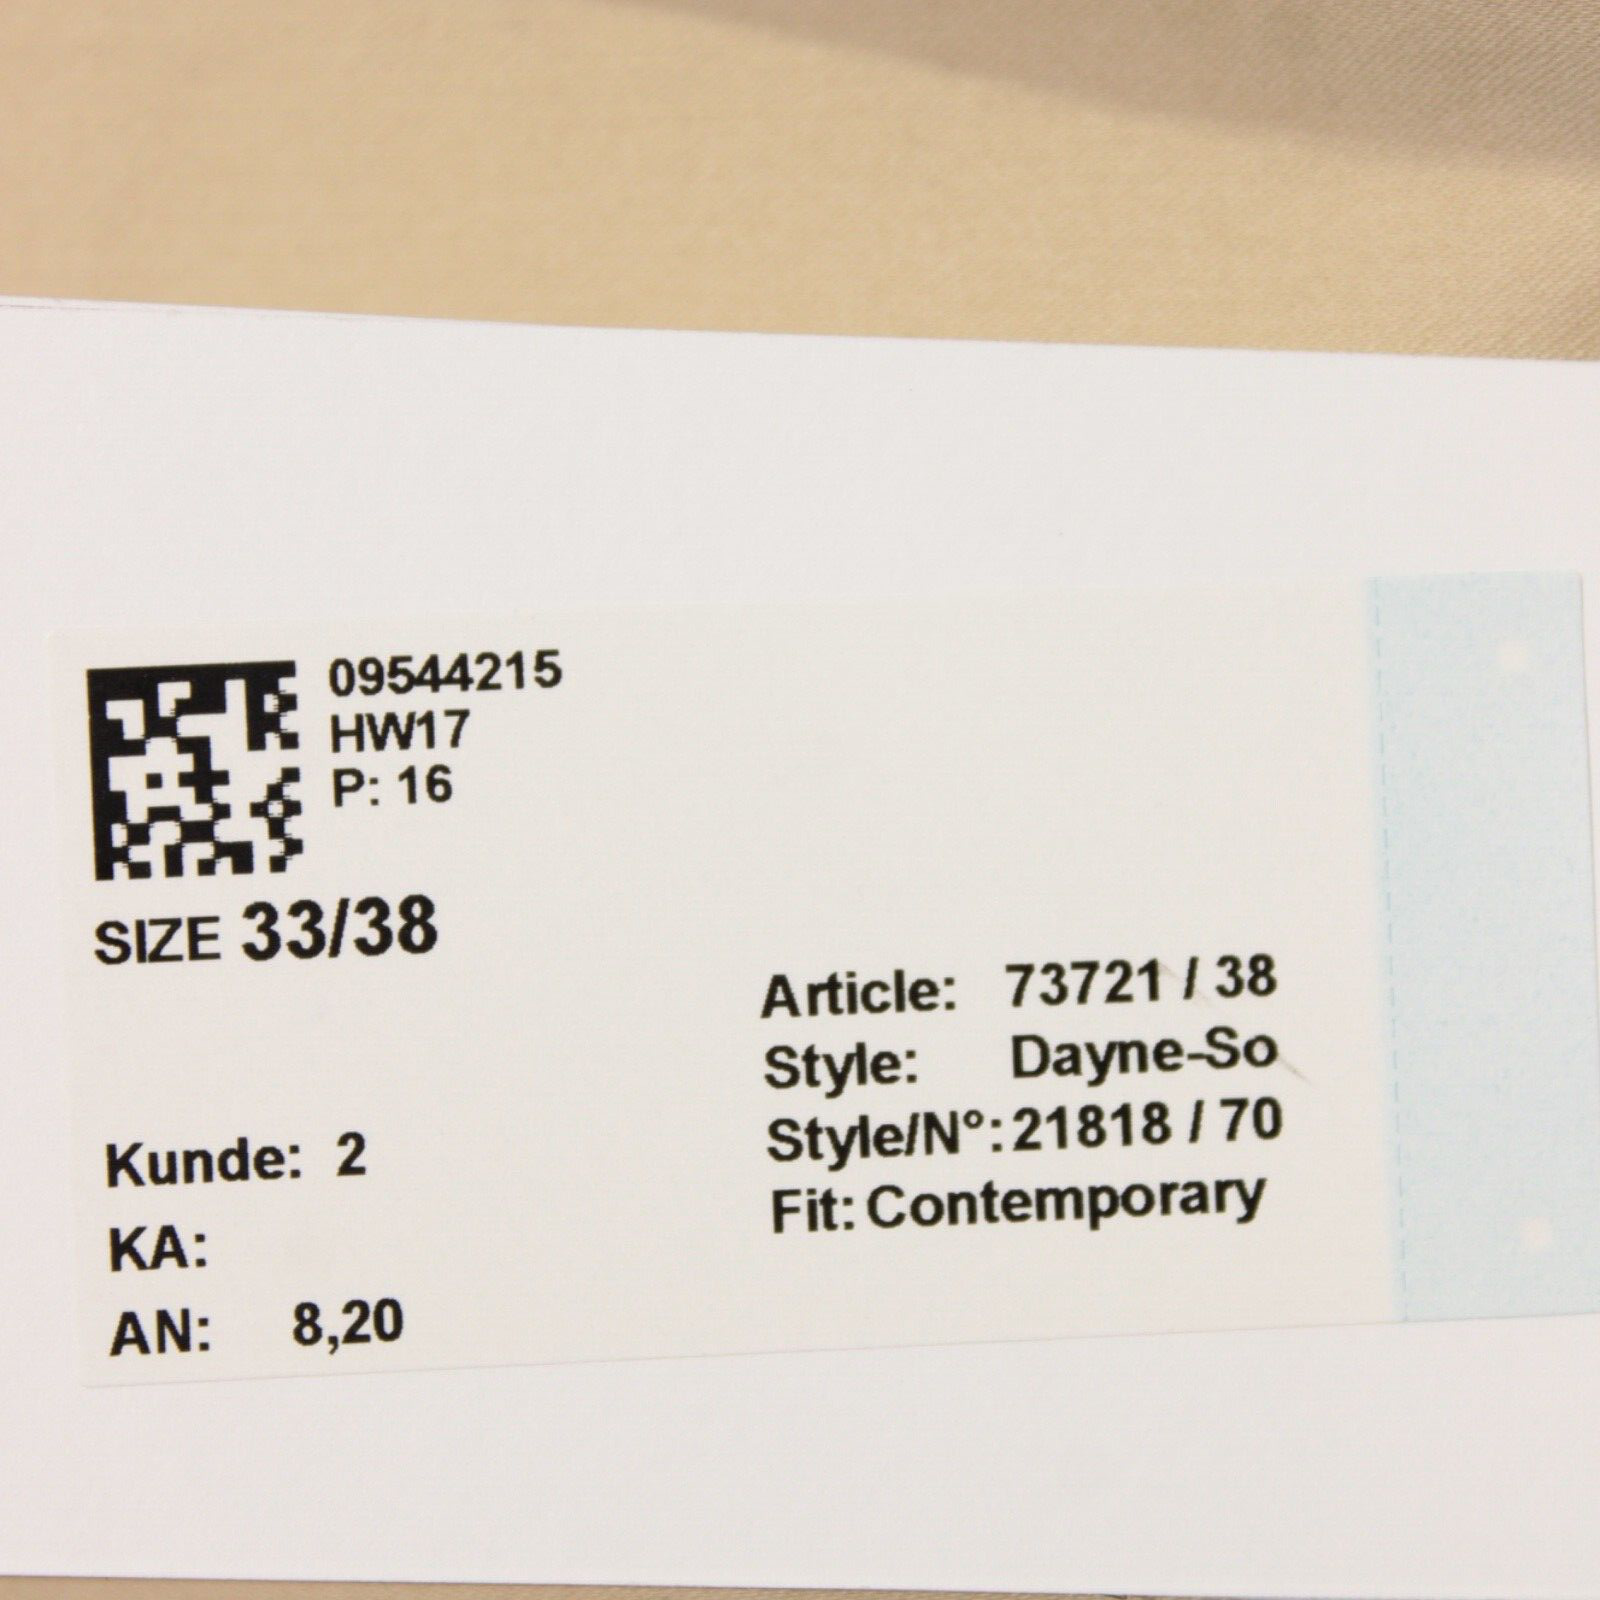 09544215
HW17
P: 16
SIZE 33/38
Article: 73721 / 38
Style: Dayne-So
Style/N°: 21818 / 70
Fit: Contemporary
Kunde: 2
KA:
AN: 8,20